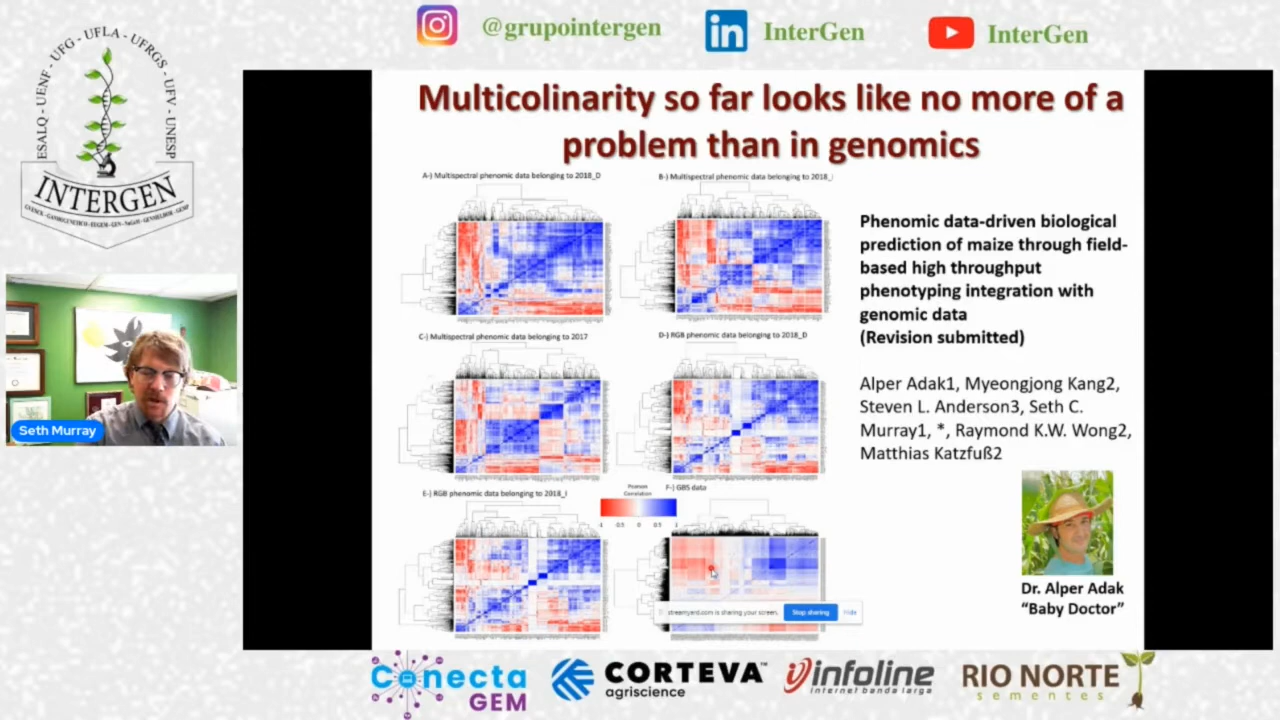 @grupointergen
InterGen
InterGen
ESALQ - UENF - UFG - UFLA - UFRGS - UFV - UNESP
INTERGEN
Multicolinarity so far looks like no more of a
problem than in genomics
A-) Multispectral phenomic data belonging to 2018_D
B-) Multispectral phenomic data belonging to 2018_I
C-) Multispectral phenomic data belonging to 2017
D-) RGB phenomic data belonging to 2018_D
E-) RGB phenomic data belonging to 2018_I
Pearson
Correlation
-1 0.5 0 0.5 1
F-) GBS data
streamyard.com is sharing your screen.
Stop sharing
Hide
Phenomic data-driven biological
prediction of maize through field-
based high throughput
phenotyping integration with
genomic data
(Revision submitted)
Alper Adak1, Myeongjong Kang2,
Steven L. Anderson3, Seth C.
Murray1, *, Raymond K.W. Wong2,
Matthias Katzfuß2
Dr. Alper Adak
“Baby Doctor”
Seth Murray
Conecta
GEM
CORTEVA™
agriscience
infoline
internet banda larga
RIO NORTE
sementes